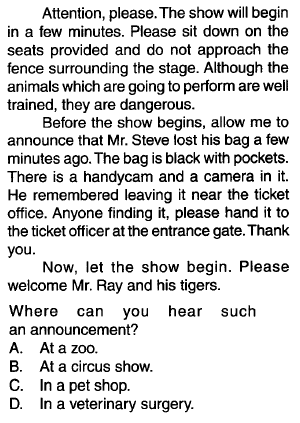 Attention, please. The show will begin
in a few minutes. Please sit down on the
seats provided and do not approach the
fence surrounding the stage. Although the
animals which are going to perform are well
trained, they are dangerous.
Before the show begins, allow me to
announce that Mr. Steve lost his bag a few
minutes ago. The bag is black with pockets.
There is a handycam and a camera in it.
He remembered leaving it near the ticket
office. Anyone finding it, please hand it to
the ticket officer at the entrance gate. Thank
you.
Now, let the show begin. Please
welcome Mr. Ray and his tigers.
Where can you hear such
an announcement?
A. At a zoo.
B. At a circus show.
C. In a pet shop.
D. In a veterinary surgery.